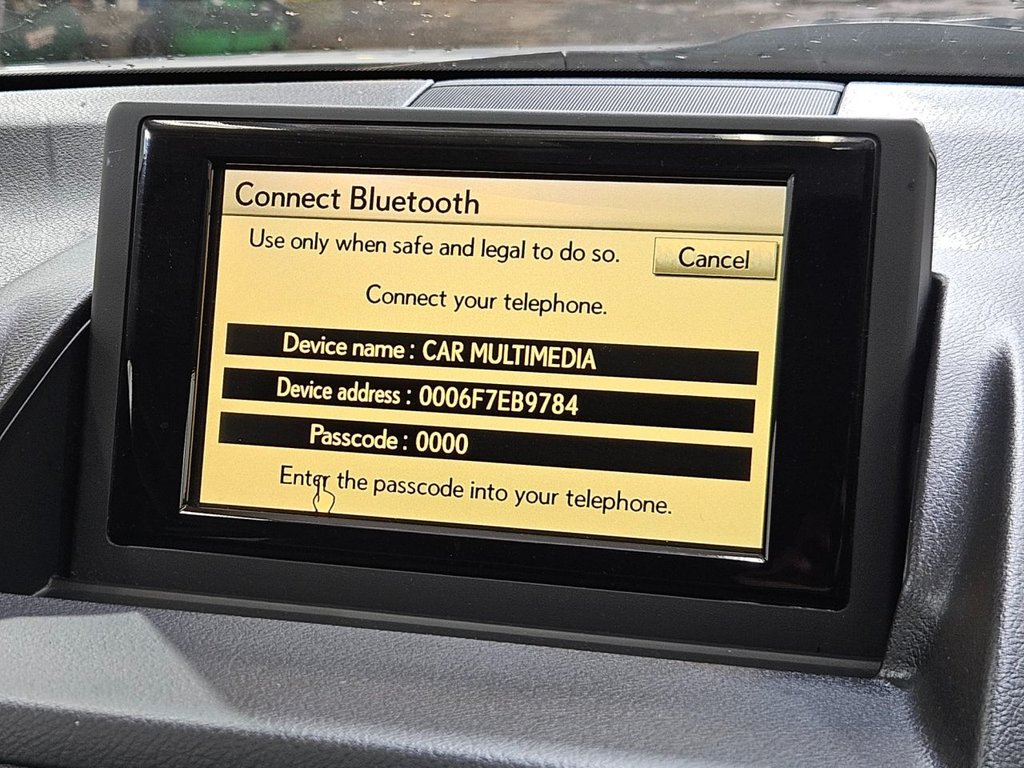 Connect Bluetooth
Use only when safe and legal to do so.
Cancel
Connect your telephone.
Device name : CAR MULTIMEDIA
Device address : 0006F7EB9784
Passcode : 0000
Enter the passcode into your telephone.